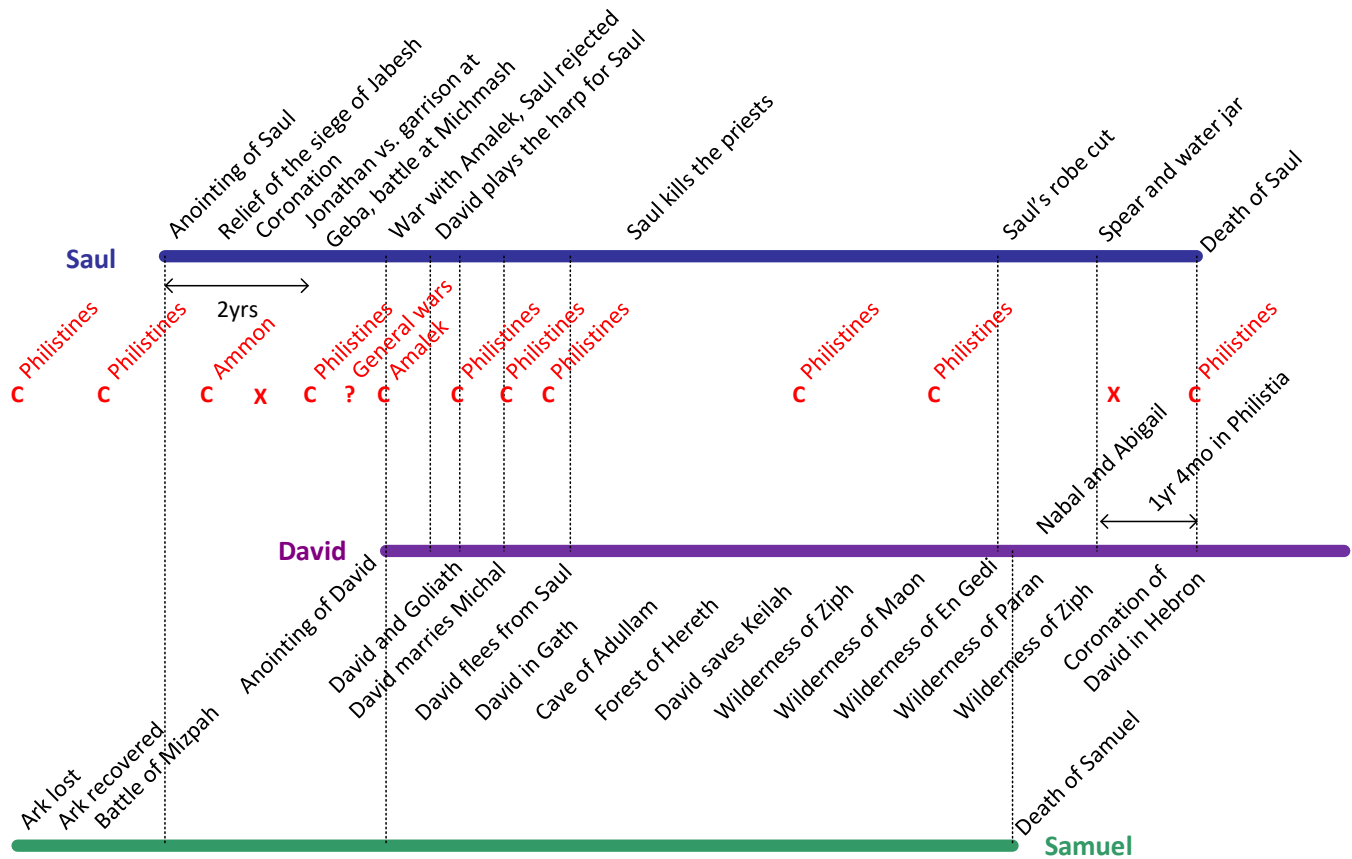 Anointing of Saul
Relief of the siege of Jabesh
Coronation
Jonathan vs. garrison at
Geba, battle at Michmash
War with Amalek, Saul rejected
David plays the harp for Saul
Saul kills the priests
Saul’s robe cut
Spear and water jar
Death of Saul
Saul
2yrs
Philistines
Philistines
Ammon
Philistines
General wars
Amalek
Philistines
Philistines
Philistines
Philistines
Philistines
Philistines
C
C
C
X
C
?
C
C
C
C
C
C
X
C
Nabal and Abigail
1yr 4mo in Philistia
David
Anointing of David
David and Goliath
David marries Michal
David flees from Saul
David in Gath
Cave of Adullam
Forest of Hereth
David saves Keilah
Wilderness of Ziph
Wilderness of Maon
Wilderness of En Gedi
Wilderness of Paran
Wilderness of Ziph
Coronation of
David in Hebron
Ark lost
Ark recovered
Battle of Mizpah
Death of Samuel
Samuel